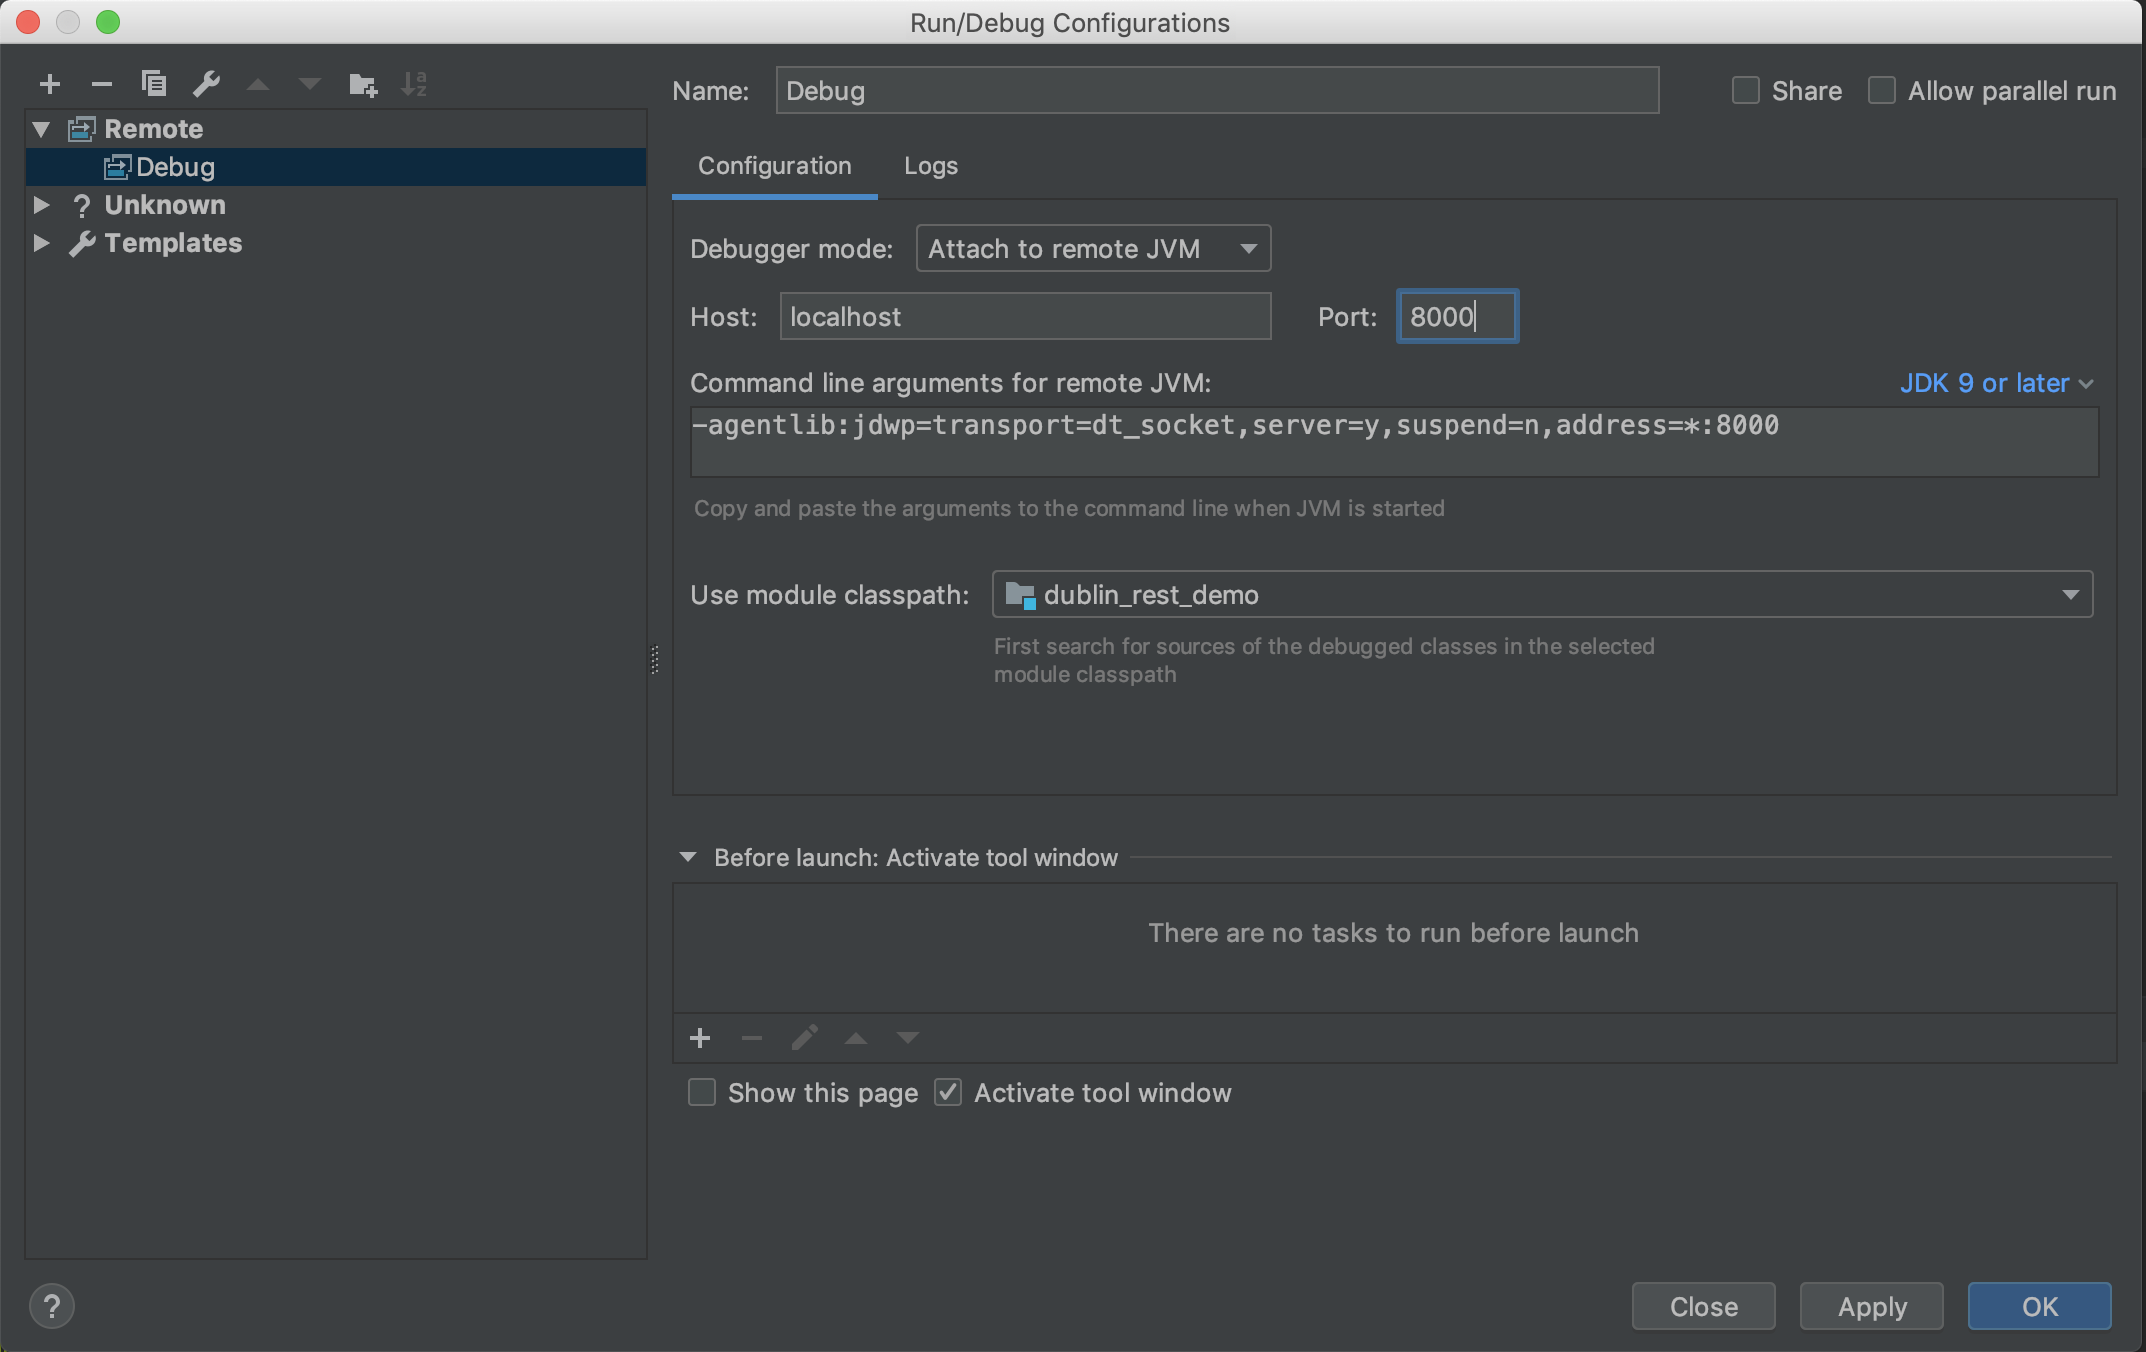 Run/Debug Configurations
Name: Debug Share Allow parallel run
Remote
Debug
Unknown
Templates
Configuration Logs
Debugger mode: Attach to remote JVM
Host: localhost Port: 8000
Command line arguments for remote JVM: JDK 9 or later
-agentlib:jdwp=transport=dt_socket,server=y,suspend=n,address=*:8000
Copy and paste the arguments to the command line when JVM is started
Use module classpath: dublin_rest_demo
First search for sources of the debugged classes in the selected
module classpath
Before launch: Activate tool window
There are no tasks to run before launch
Show this page Activate tool window
? Close Apply OK